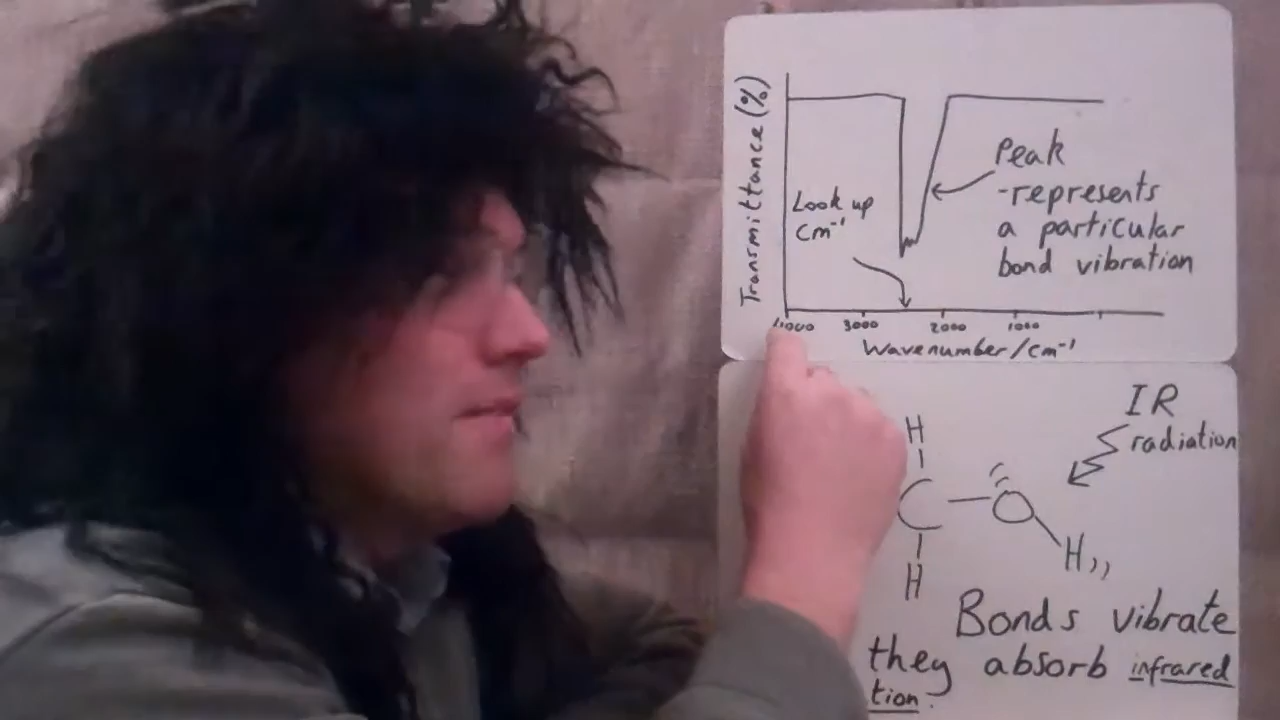 Transmittance (%)
Look up
cm⁻¹
Peak
-represents
a particular
bond vibration
4000 3000 2000 1000
Wavenumber/cm⁻¹
IR
radiation
H
C O
H
H
Bonds vibrate
they absorb infrared
tion.